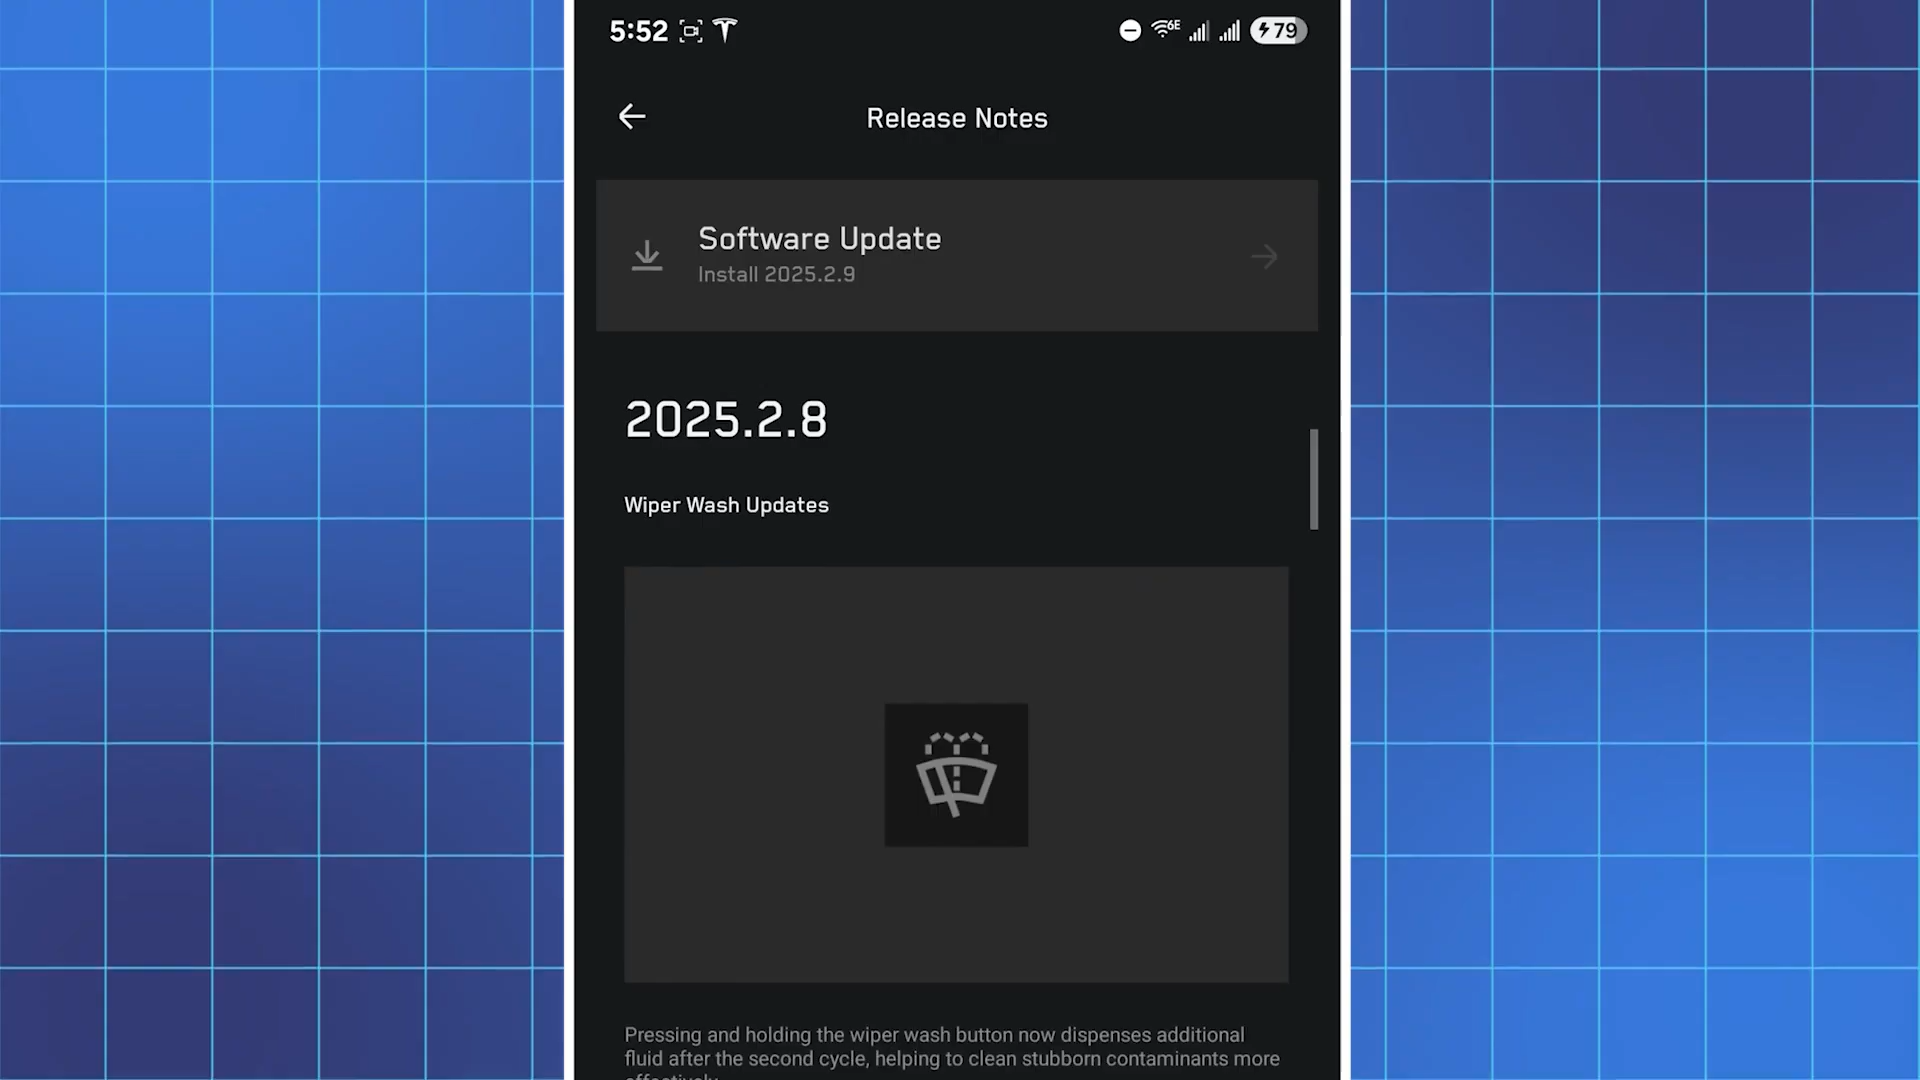 5:52
6E
79
Release Notes
Software Update
Install 2025.2.9
2025.2.8
Wiper Wash Updates
Pressing and holding the wiper wash button now dispenses additional
fluid after the second cycle, helping to clean stubborn contaminants more